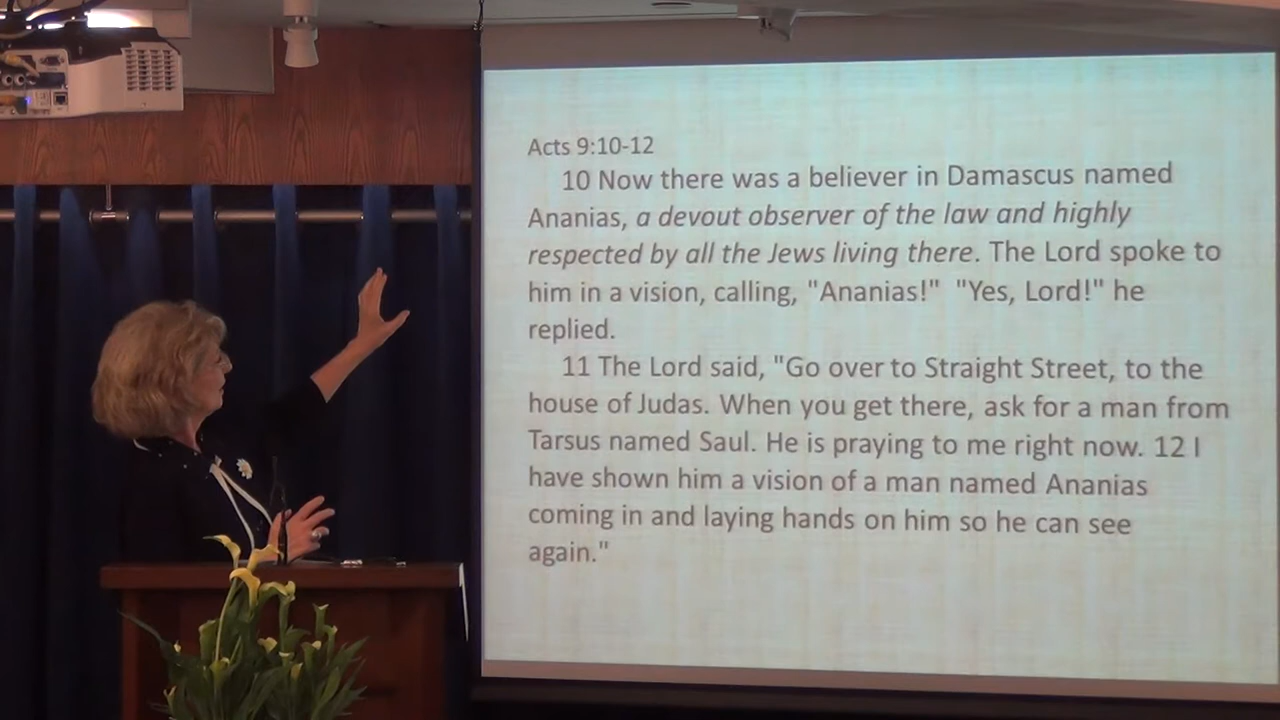 Acts 9:10-12
10 Now there was a believer in Damascus named
Ananias, a devout observer of the law and highly
respected by all the Jews living there. The Lord spoke to
him in a vision, calling, "Ananias!"  "Yes, Lord!" he
replied.
11 The Lord said, "Go over to Straight Street, to the
house of Judas. When you get there, ask for a man from
Tarsus named Saul. He is praying to me right now. 12 I
have shown him a vision of a man named Ananias
coming in and laying hands on him so he can see
again."